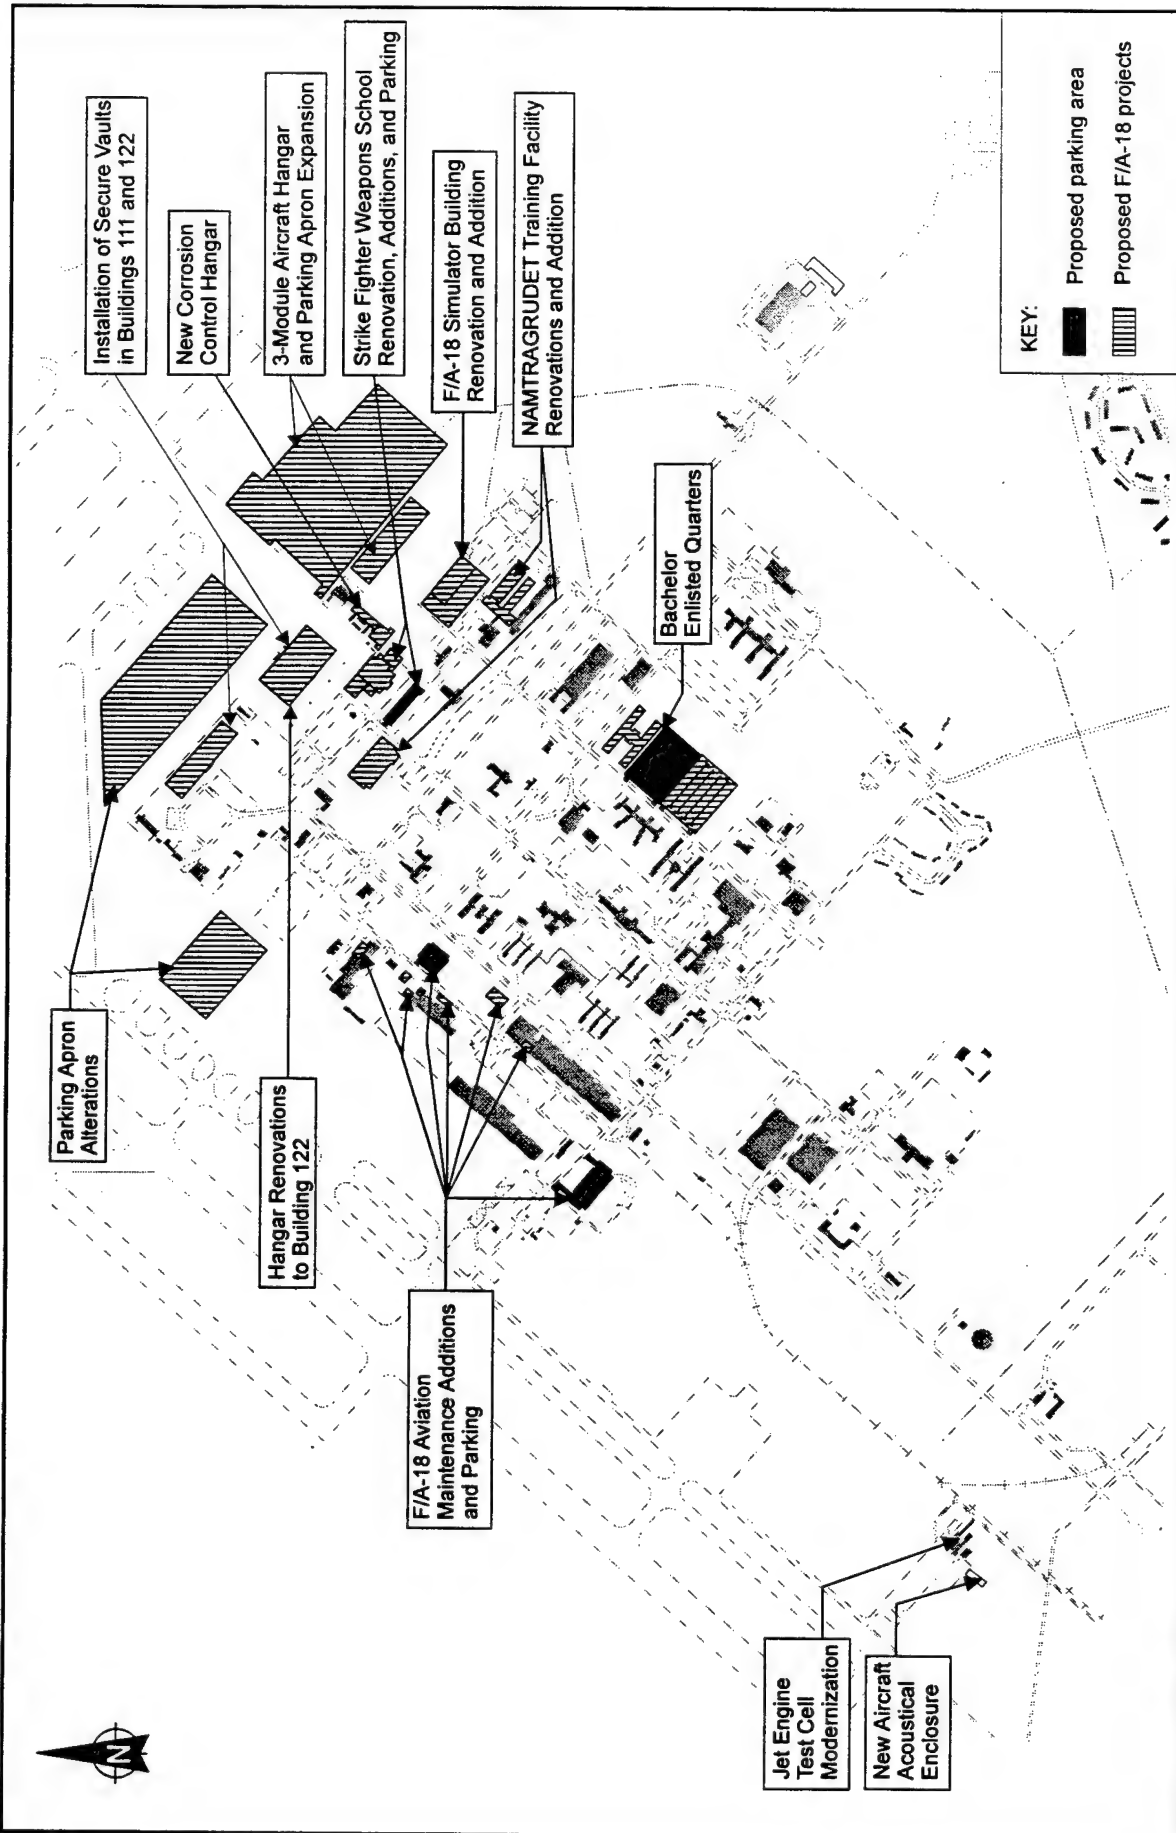 Installation of Secure Vaults
in Buildings 111 and 122
New Corrosion
Control Hangar
3-Module Aircraft Hangar
and Parking Apron Expansion
Strike Fighter Weapons School
Renovation, Additions, and Parking
F/A-18 Simulator Building
Renovation and Addition
NAMTRAGRUDET Training Facility
Renovations and Addition
Bachelor
Enlisted Quarters
Parking Apron
Alterations
Hangar Renovations
to Building 122
F/A-18 Aviation
Maintenance Additions
and Parking
Jet Engine
Test Cell
Modernization
New Aircraft
Acoustical
Enclosure
N
KEY:
Proposed parking area
Proposed F/A-18 projects